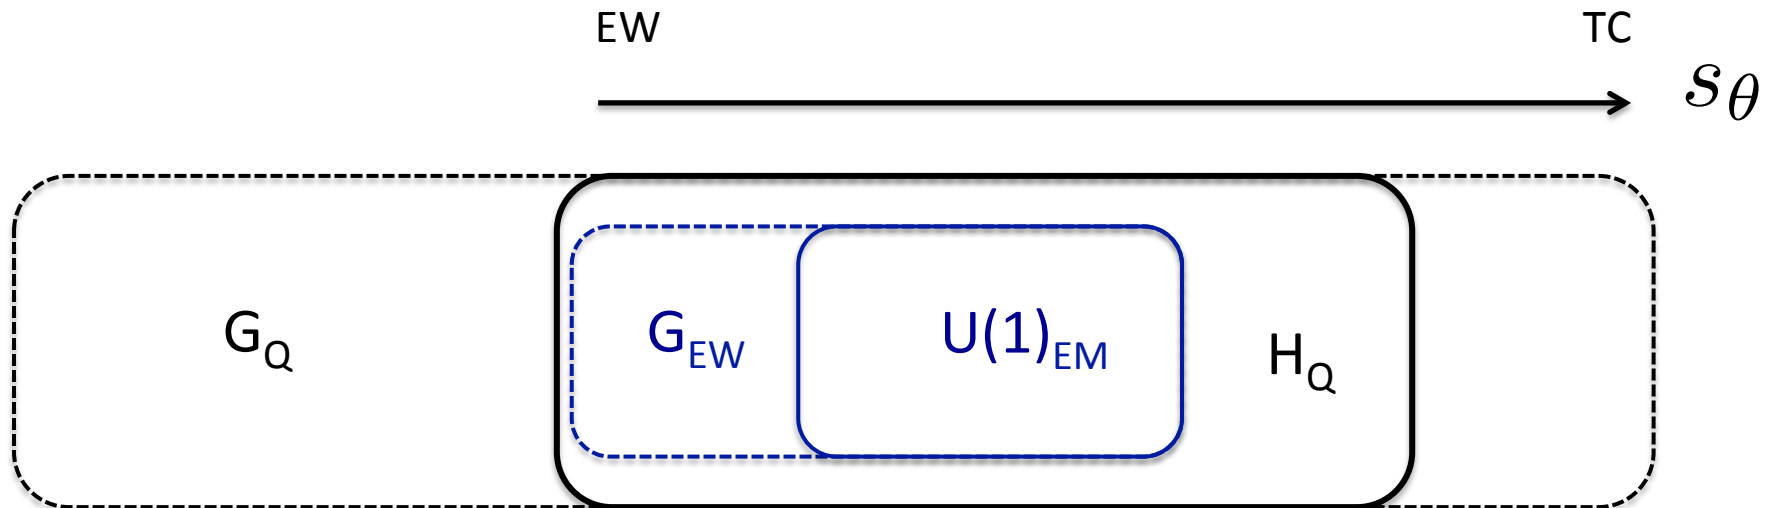 EW TC
s_θ
G_Q G_EW U(1)_EM H_Q